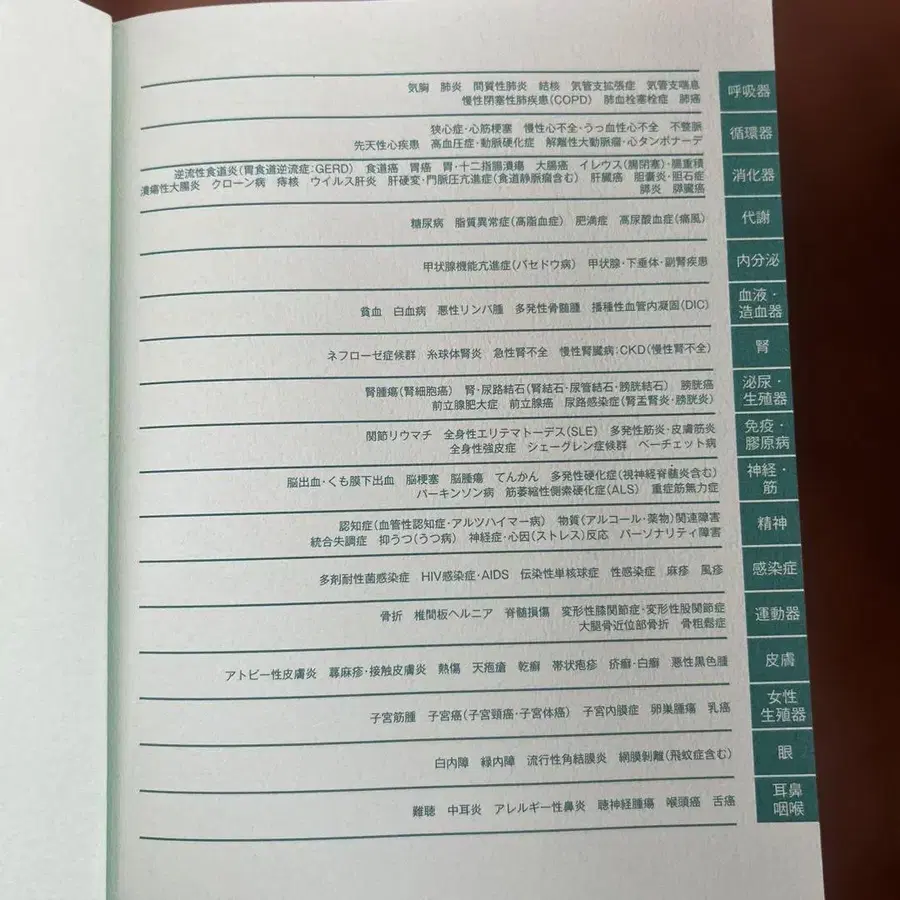 気胸 肺炎 間質性肺炎 結核 気管支拡張症 気管支喘息
慢性閉塞性肺疾患(COPD) 肺血栓塞栓症 肺癌
呼吸器
狭心症・心筋梗塞 慢性心不全・うっ血性心不全 不整脈
先天性心疾患 高血圧症・動脈硬化症 解離性大動脈瘤・心タンポナーデ
循環器
逆流性食道炎(胃食道逆流症:GERD) 食道癌 胃癌 胃・十二指腸潰瘍 大腸癌 イレウス(腸閉塞)・腸重積
潰瘍性大腸炎 クローン病 痔核 ウイルス肝炎 肝硬変・門脈圧亢進症(食道静脈瘤含む) 肝臓癌 胆嚢炎・胆石症
膵炎 膵臓癌
消化器
糖尿病 脂質異常症(高脂血症) 肥満症 高尿酸血症(痛風)
代謝
甲状腺機能亢進症(バセドウ病) 甲状腺・下垂体・副腎疾患
内分泌
貧血 白血病 悪性リンパ腫 多発性骨髄腫 播種性血管内凝固(DIC)
血液・
造血器
ネフローゼ症候群 糸球体腎炎 急性腎不全 慢性腎臓病:CKD(慢性腎不全)
腎
腎腫瘍(腎細胞癌) 腎・尿路結石(腎結石・尿管結石・膀胱結石) 膀胱癌
前立腺肥大症 前立腺癌 尿路感染症(腎盂腎炎・膀胱炎)
泌尿・
生殖器
関節リウマチ 全身性エリテマトーデス(SLE) 多発性筋炎・皮膚筋炎
全身性強皮症 シェーグレン症候群 ベーチェット病
免疫・
膠原病
脳出血・くも膜下出血 脳梗塞 脳腫瘍 てんかん 多発性硬化症(視神経脊髄炎含む)
パーキンソン病 筋萎縮性側索硬化症(ALS) 重症筋無力症
神経・
筋
認知症(血管性認知症・アルツハイマー病) 物質(アルコール・薬物)関連障害
統合失調症 抑うつ(うつ病) 神経症・心因(ストレス)反応 パーソナリティ障害
精神
多剤耐性菌感染症 HIV感染症・AIDS 伝染性単核球症 性感染症 麻疹 風疹
感染症
骨折 椎間板ヘルニア 脊髄損傷 変形性膝関節症・変形性股関節症
大腿骨近位部骨折 骨粗鬆症
運動器
アトピー性皮膚炎 蕁麻疹・接触皮膚炎 熱傷 天疱瘡 乾癬 帯状疱疹 疥癬・白癬 悪性黒色腫
皮膚
子宮筋腫 子宮癌(子宮頸癌・子宮体癌) 子宮内膜症 卵巣腫瘍 乳癌
女性
生殖器
白内障 緑内障 流行性角結膜炎 網膜剥離(飛蚊症含む)
眼
難聴 中耳炎 アレルギー性鼻炎 聴神経腫瘍 喉頭癌 舌癌
耳鼻
咽喉